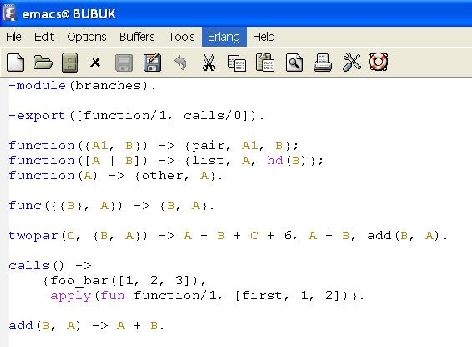 emacs@ BUBUK
File Edit Options Buffers Tools Erlang Help
-module(branches).
-export([function/1, calls/0]).
function({A1, B}) -> {pair, A1, B};
function([A | B]) -> {list, A, hd(B)};
function(A) -> {other, A}.
func({{B}, A}) -> {B, A}.
twopar(C, {B, A}) -> A - B + C + 6, A - B, add(B, A).
calls() ->
{foo_bar([1, 2, 3]),
apply(fun function/1, [first, 1, 2])}.
add(B, A) -> A + B.